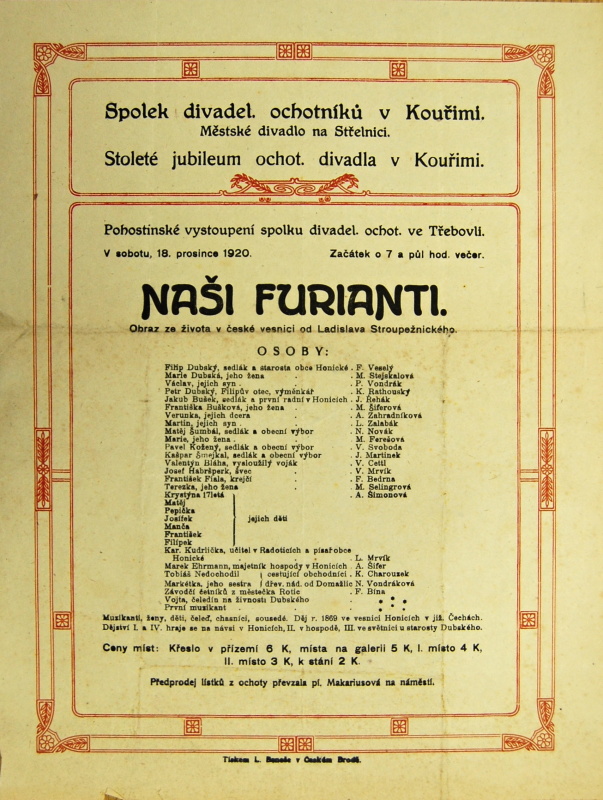 Spolek divadel. ochotníků v Kouřimi.
Městské divadlo na Střelnici.
Stoleté jubileum ochot. divadla v Kouřimi.
Pohostinské vystoupení spolku divadel. ochot. ve Třebovli.
V sobotu, 18. prosince 1920. Začátek o 7 a půl hod. večer.
NAŠI FURIANTI.
Obraz ze života v české vesnici od Ladislava Stroupežnického.
OSOBY:
Filip Dubský, sedlák a starosta obce Honické . F. Veselý
Marie Dubská, jeho žena . . M. Stejskalová
Václav, jejich syn . . . P. Vondrák
Petr Dubský, Filipův otec, výměnkář . K. Rathouský
Jakub Bušek, sedlák a první radní v Honicích . J. Řehák
Františka Bušková, jeho žena . . M. Šiferová
Verunka, jejich dcera . . A. Zahradníková
Martin, jejich syn . . . L. Zalabák
Matěj Šumbal, sedlák a obecní výbor . N. Novák
Marie, jeho žena . . . M. Ferešová
Pavel Kožený, sedlák a obecní výbor . V. Svoboda
Kašpar Šmejkal, sedlák a obecní výbor . J. Martinek
Valentýn Bláha, vysloužilý voják . V. Cettl
Josef Habršperk, švec . . V. Mrvík
František Fiala, krejčí . . F. Bedrna
Terezka, jeho žena . . M. Selingrová
Krystýna 17letá . A. Šimonová
Matěj
Pepička
Josífek jejich děti
Manča
František
Filípek
Kar. Kudrlička, učitel v Radoticích a písař obce
Honické . . . L. Mrvík
Marek Ehrmann, majetník hospody v Honicích . A. Šifer
Tobiáš Nedochodil cestující obchodníci . K. Charouzek
Markétka, jeho sestra dřev. nád. od Domažlic N. Vondráková
Závodčí četníků z městečka Rotic . F. Bína
Vojta, čeledín na živnosti Dubského . * * *
První muzikant . . . * * *
Muzikanti, ženy, děti, čeleď, chasníci, sousedé. Děj r. 1869 ve vesnici Honicích v již. Čechách.
Dějství I. a IV. hraje se na návsi v Honicích, II. v hospodě, III. ve světnici u starosty Dubského.
Ceny míst: Křeslo v přízemí 6 K, místa na galerii 5 K, I. místo 4 K,
II. místo 3 K, k stání 2 K.
Předprodej lístků z ochoty převzala pí. Makariusová na náměstí.
Tiskem L. Beneše v Českém Brodě.